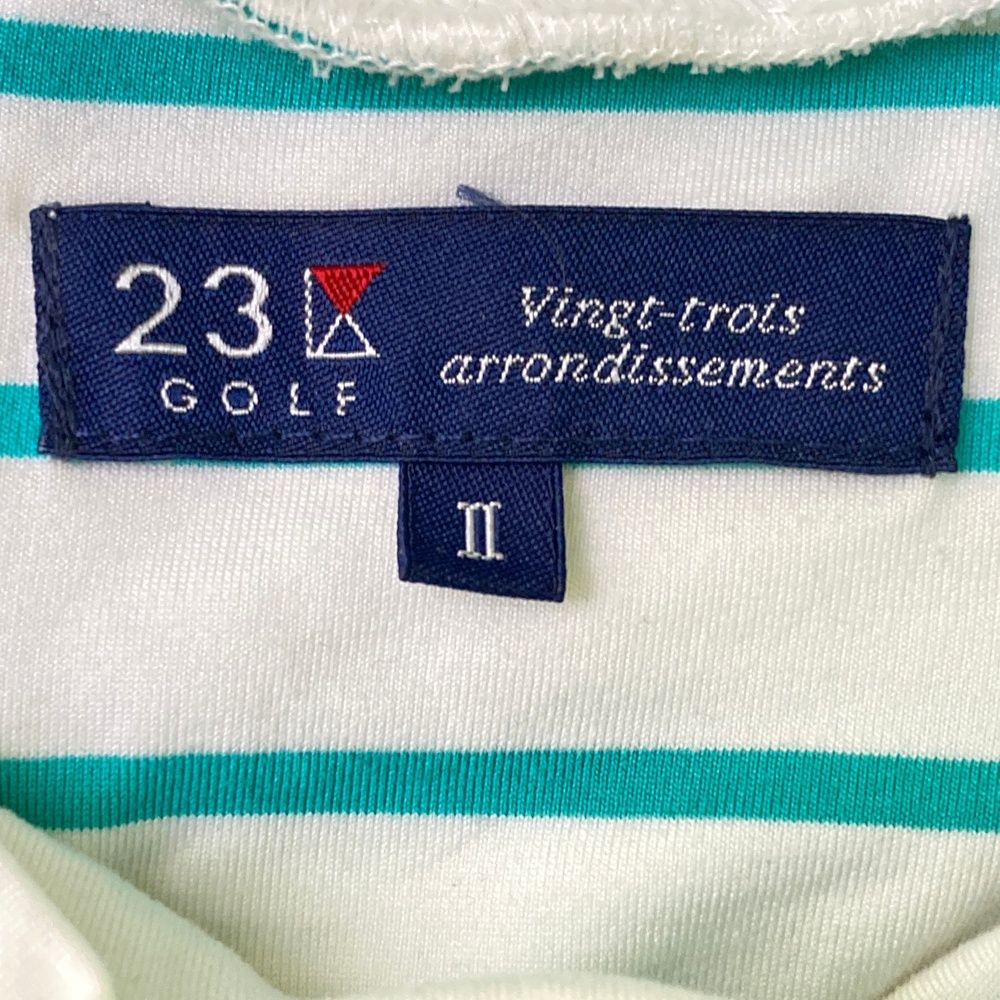 23
GOLF
Vingt-trois
arrondissements
II